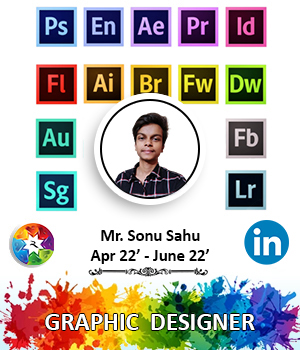 Ps En Ae Pr Id
Fl Ai Br Fw Dw
Au Fb
Sg Lr
Mr. Sonu Sahu
in
Apr 22’ - June 22’
GRAPHIC DESIGNER